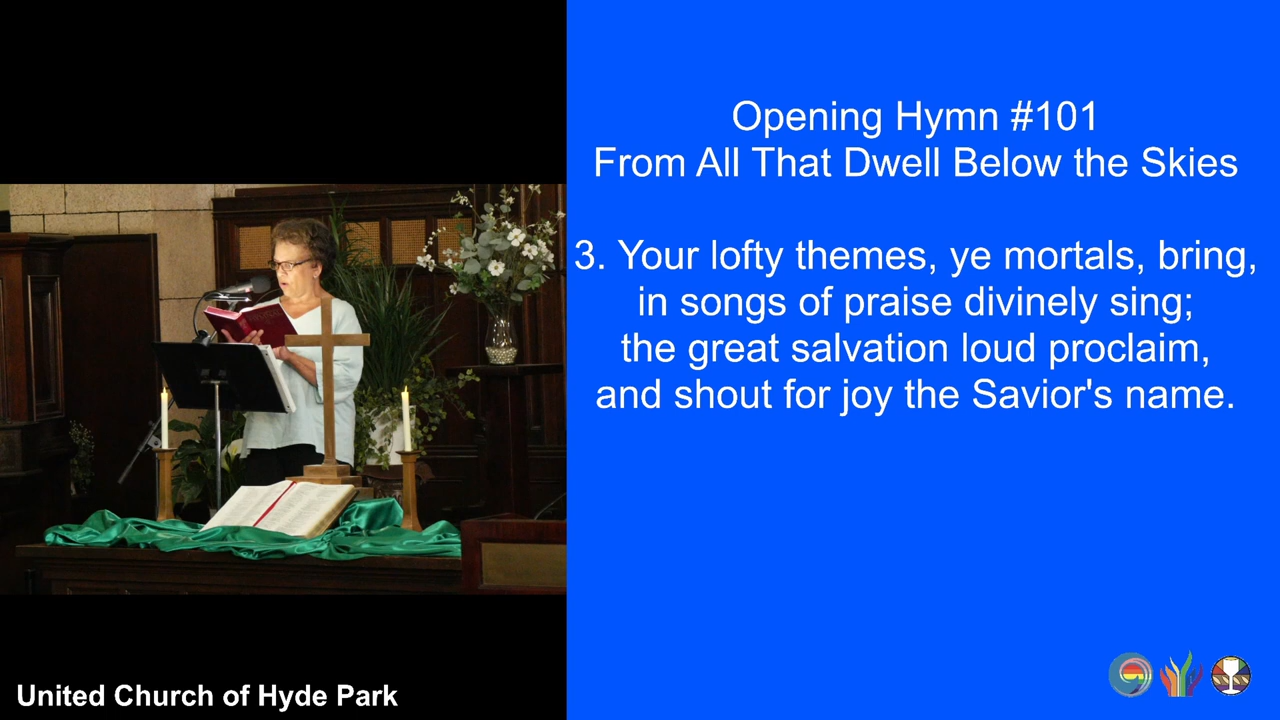 Opening Hymn #101
From All That Dwell Below the Skies
3. Your lofty themes, ye mortals, bring,
in songs of praise divinely sing;
the great salvation loud proclaim,
and shout for joy the Savior's name.
United Church of Hyde Park